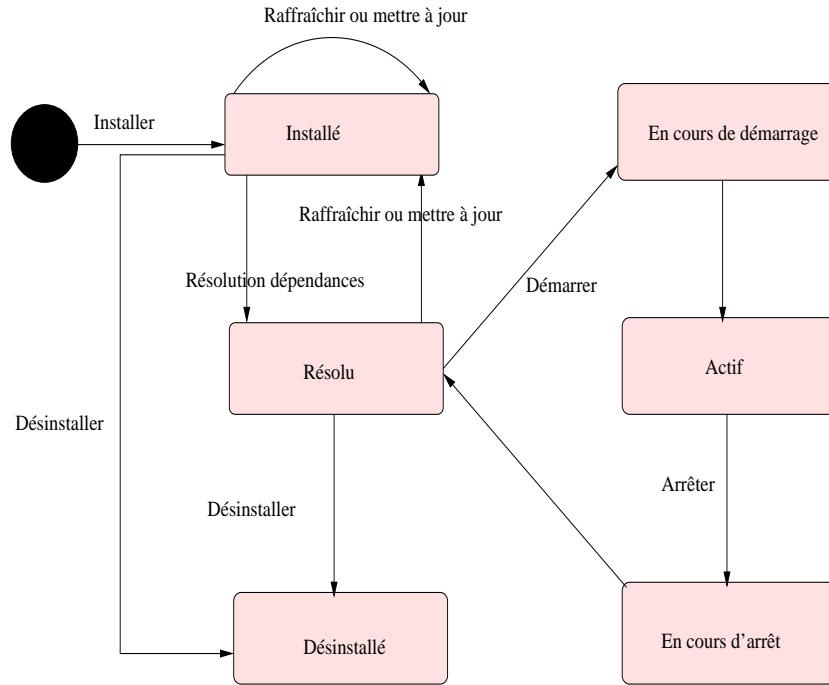 Raffraîchir ou mettre à jour
Installer
Installé
En cours de démarrage
Raffraîchir ou mettre à jour
Résolution dépendances
Démarrer
Résolu
Actif
Désinstaller
Arrêter
Désinstaller
Désinstallé
En cours d'arrêt